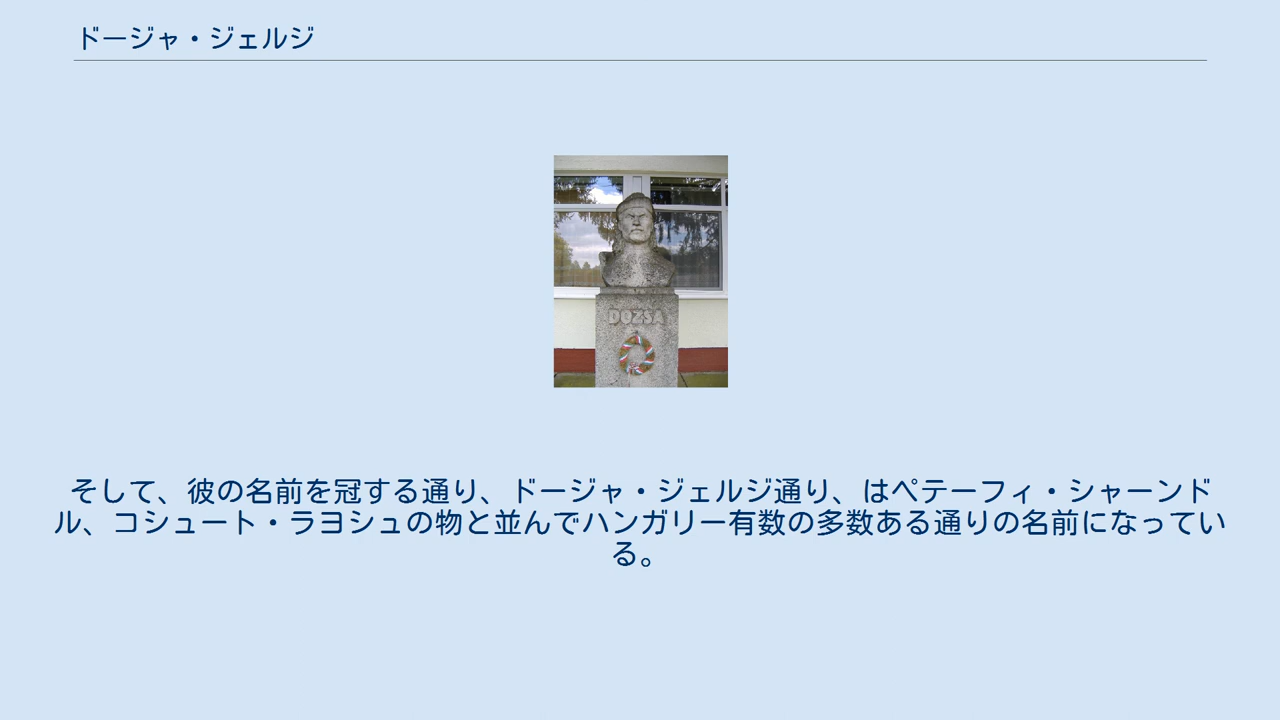 ドージャ・ジェルジ
DOZSA
そして、彼の名前を冠する通り、ドージャ・ジェルジ通り、はペテーフィ・シャーンド
ル、コシュート・ラヨシュの物と並んでハンガリー有数の多数ある通りの名前になってい
る。